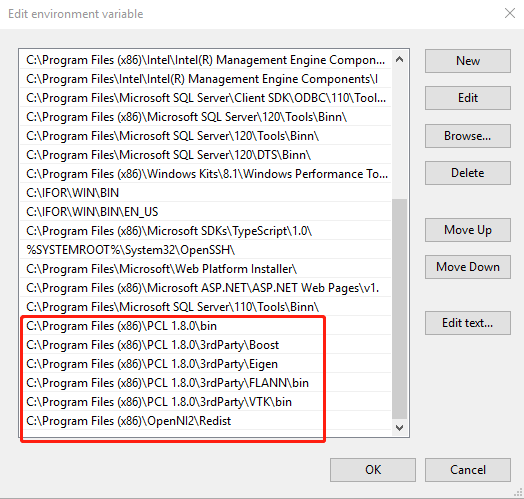 Edit environment variable
C:\Program Files (x86)\Intel\Intel(R) Management Engine Compon...
C:\Program Files (x86)\Intel\Intel(R) Management Engine Components\I
C:\Program Files (x86)\Microsoft SQL Server\Client SDK\ODBC\110\Tool...
C:\Program Files (x86)\Microsoft SQL Server\120\Tools\Binn\
C:\Program Files\Microsoft SQL Server\120\Tools\Binn\
C:\Program Files\Microsoft SQL Server\120\DTS\Binn\
C:\Program Files (x86)\Windows Kits\8.1\Windows Performance To...
C:\IFOR\WIN\BIN
C:\IFOR\WIN\BIN\EN_US
C:\Program Files (x86)\Microsoft SDKs\TypeScript\1.0\
%SYSTEMROOT%\System32\OpenSSH\
C:\Program Files\Microsoft\Web Platform Installer\
C:\Program Files (x86)\Microsoft ASP.NET\ASP.NET Web Pages\v1.
C:\Program Files\Microsoft SQL Server\110\Tools\Binn\
C:\Program Files (x86)\PCL 1.8.0\bin
C:\Program Files (x86)\PCL 1.8.0\3rdParty\Boost
C:\Program Files (x86)\PCL 1.8.0\3rdParty\Eigen
C:\Program Files (x86)\PCL 1.8.0\3rdParty\FLANN\bin
C:\Program Files (x86)\PCL 1.8.0\3rdParty\VTK\bin
C:\Program Files (x86)\OpenNI2\Redist
New
Edit
Browse...
Delete
Move Up
Move Down
Edit text...
OK
Cancel